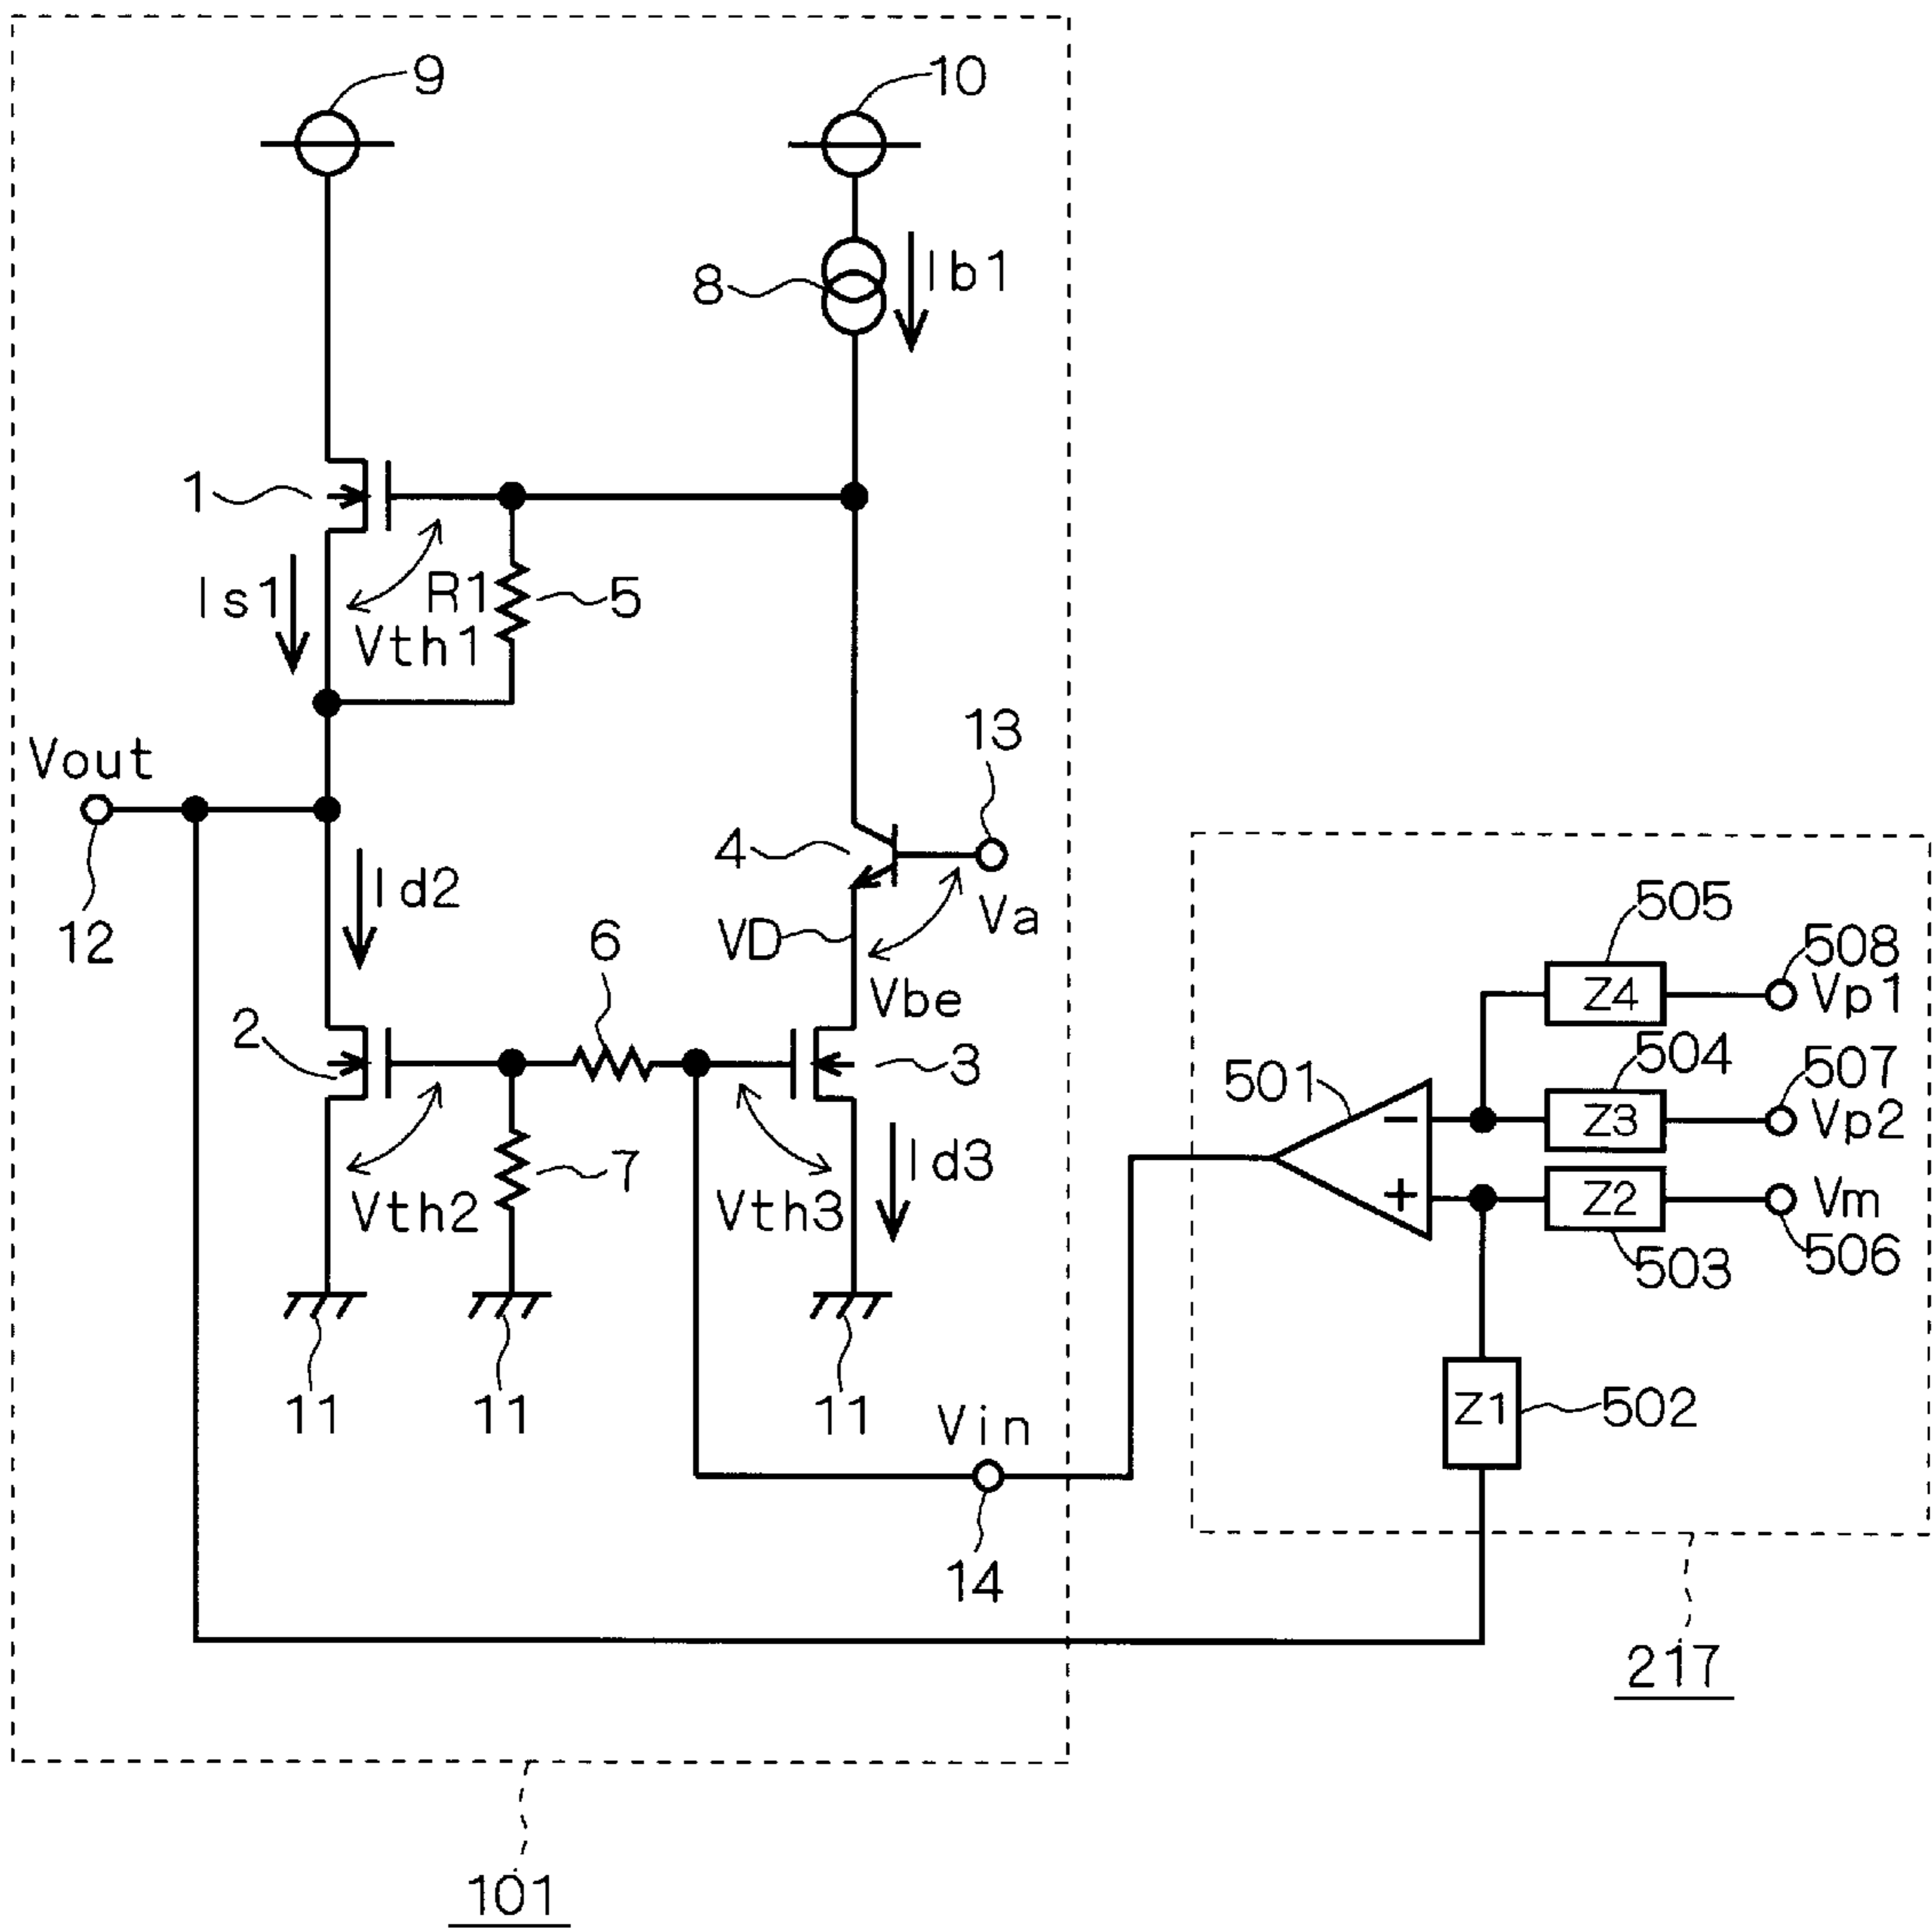 9
10
8
Ib1
1
Is1
R1
5
Vth1
13
Vout
4
Id2
Va
12
6
VD
505
508
Z4
Vp1
Vbe
2
504
507
501
3
−
Z3
Vp2
7
Id3
Vth2
Vth3
+
Z2
Vm
503
506
11
11
11
Vin
Z1
502
14
217
101